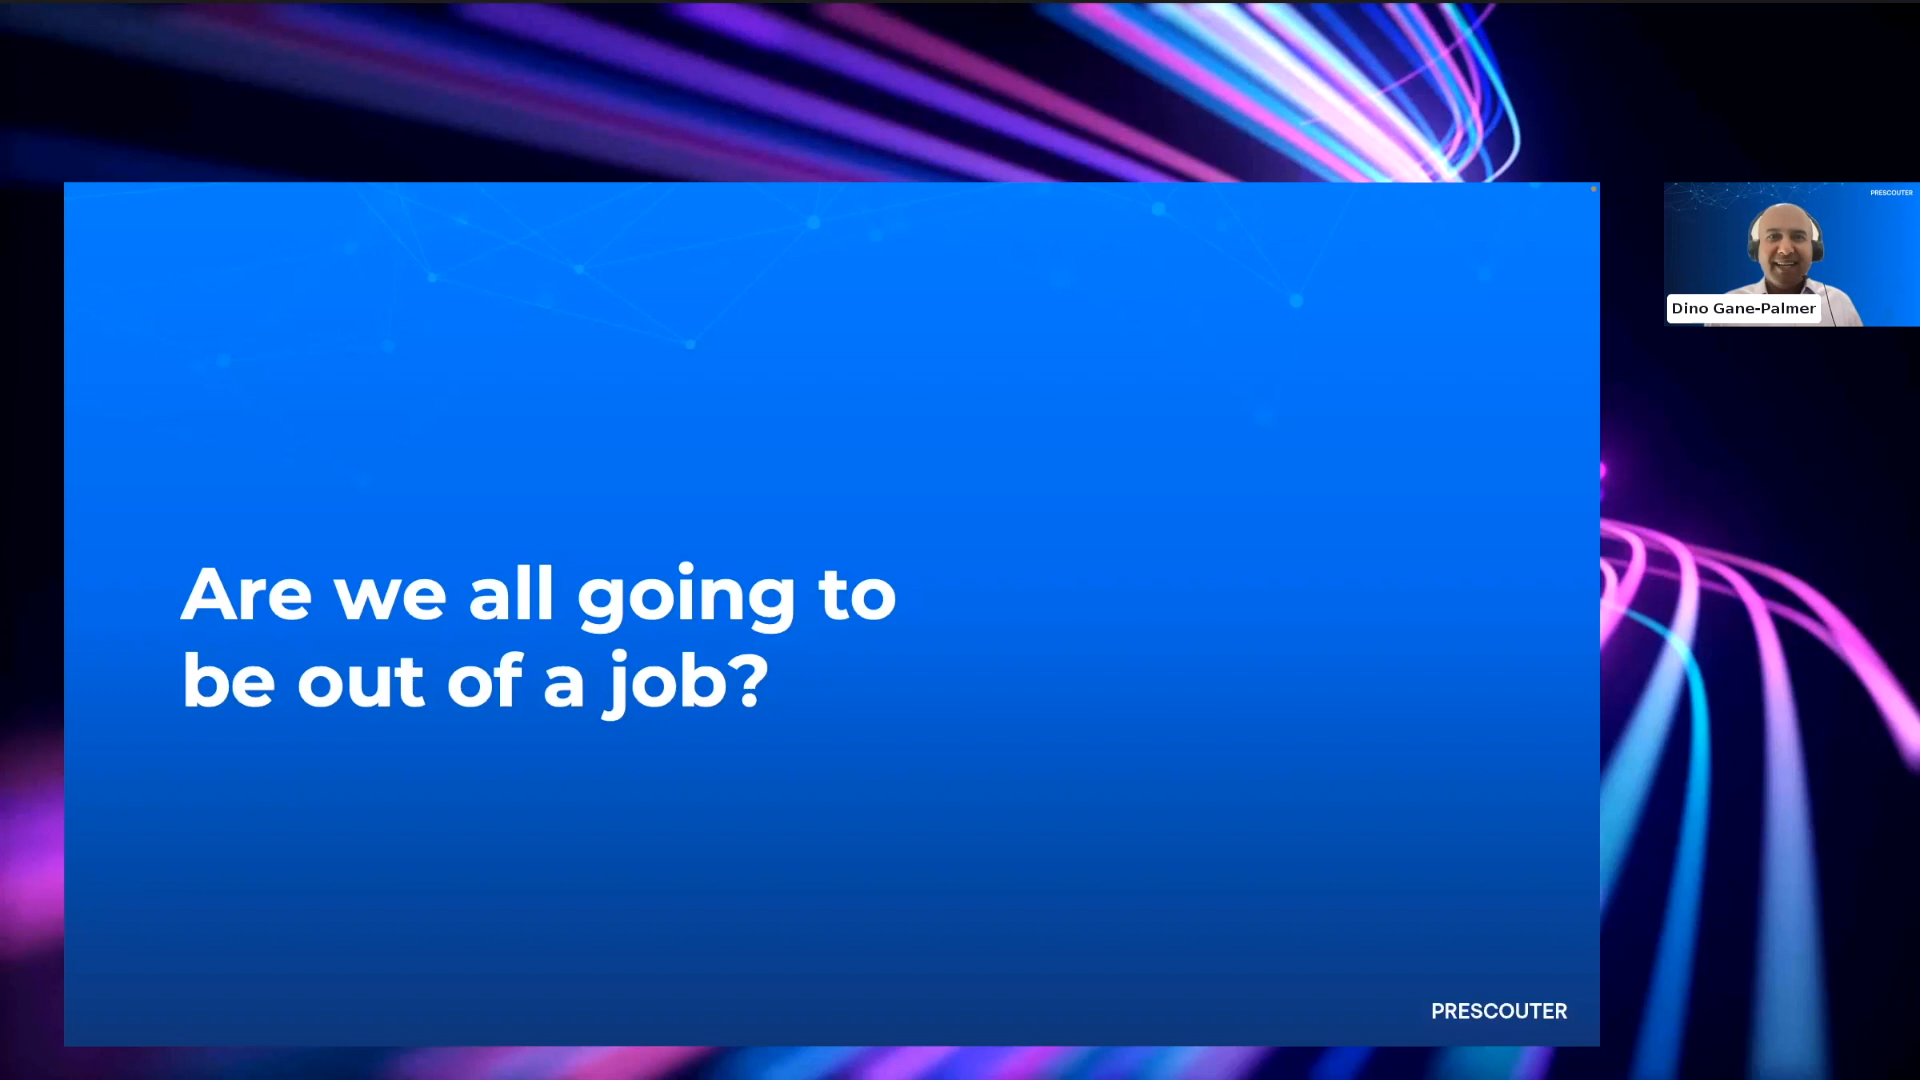 PRESCOUTER
Dino Gane-Palmer
Are we all going to
be out of a job?
PRESCOUTER